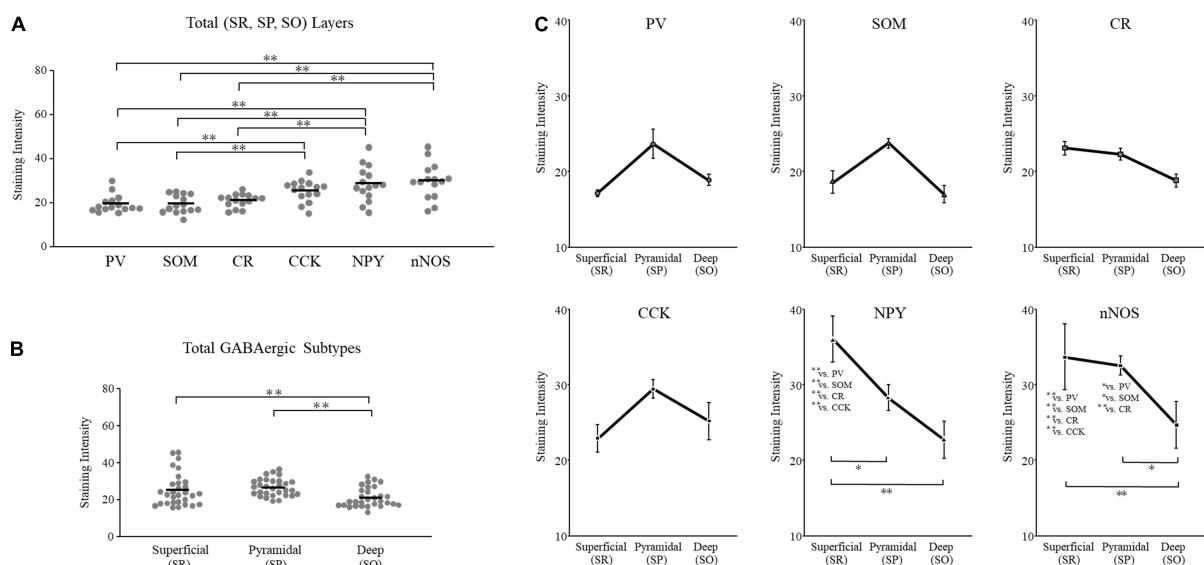 A
Total (SR, SP, SO) Layers
**
**
**
**
**
**
**
**
Staining Intensity
80
60
40
20
0
PV SOM CR CCK NPY nNOS
B
Total GABAergic Subtypes
**
**
Staining Intensity
80
60
40
20
0
Superficial (SR)
Pyramidal (SP)
Deep (SO)
C
PV
Staining Intensity
40
30
20
10
Superficial (SR)
Pyramidal (SP)
Deep (SO)
SOM
Staining Intensity
40
30
20
10
Superficial (SR)
Pyramidal (SP)
Deep (SO)
CR
Staining Intensity
40
30
20
10
Superficial (SR)
Pyramidal (SP)
Deep (SO)
CCK
Staining Intensity
40
30
20
10
Superficial (SR)
Pyramidal (SP)
Deep (SO)
NPY
Staining Intensity
40
30
20
10
**vs. PV
**vs. SOM
**vs. CR
**vs. CCK
*
**
Superficial (SR)
Pyramidal (SP)
Deep (SO)
nNOS
Staining Intensity
40
30
20
10
**vs. PV
**vs. SOM
**vs. CR
**vs. CCK
*vs. PV
*vs. SOM
**vs. CR
*
**
Superficial (SR)
Pyramidal (SP)
Deep (SO)